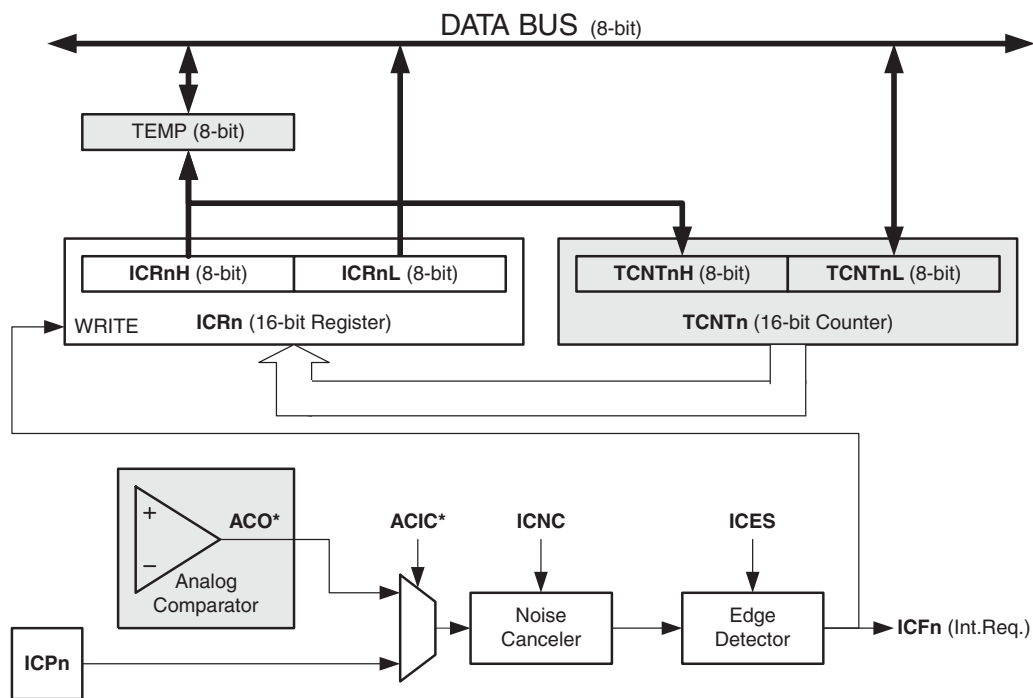 DATA BUS (8-bit)
TEMP (8-bit)
ICRnH (8-bit) ICRnL (8-bit) TCNTnH (8-bit) TCNTnL (8-bit)
WRITE ICRn (16-bit Register) TCNTn (16-bit Counter)
+ ACO* ACIC* ICNC ICES
−
Analog
Comparator
Noise
Canceler
Edge
Detector
ICFn (Int.Req.)
ICPn